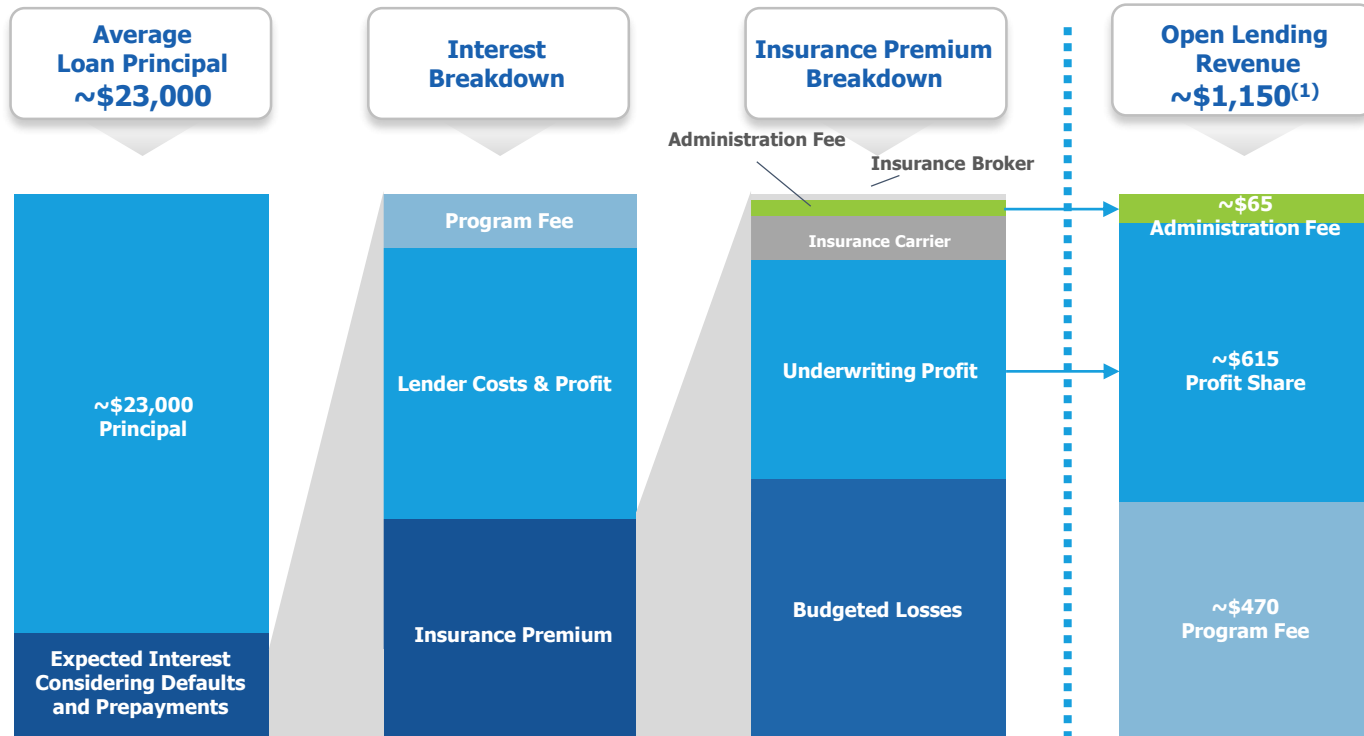 Average
Loan Principal
~$23,000
Interest
Breakdown
Insurance Premium
Breakdown
Open Lending
Revenue
~$1,150(1)
Administration Fee
Insurance Broker
~$23,000
Principal
Expected Interest
Considering Defaults
and Prepayments
Program Fee
Lender Costs & Profit
Insurance Premium
Insurance Carrier
Underwriting Profit
Budgeted Losses
~$65
Administration Fee
~$615
Profit Share
~$470
Program Fee